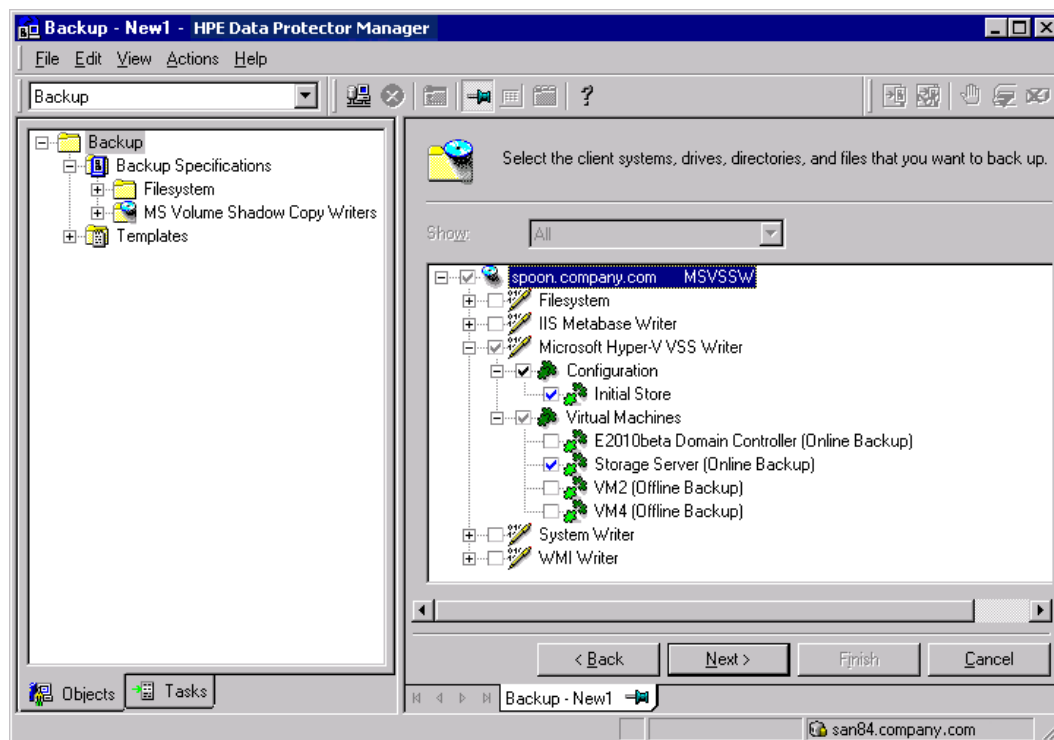 Backup - New1 - HPE Data Protector Manager
File Edit View Actions Help
Backup
?
Backup
Backup Specifications
Filesystem
MS Volume Shadow Copy Writers
Templates
Objects
Tasks
Select the client systems, drives, directories, and files that you want to back up.
Show:
All
spoon.company.com MSVSSW
Filesystem
IIS Metabase Writer
Microsoft Hyper-V VSS Writer
Configuration
Initial Store
Virtual Machines
E2010beta Domain Controller (Online Backup)
Storage Server (Online Backup)
VM2 (Offline Backup)
VM4 (Offline Backup)
System Writer
WMI Writer
< Back
Next >
Finish
Cancel
Backup - New1
san84.company.com